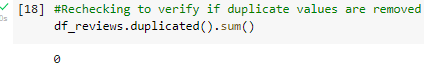 [18] #Rechecking to verify if duplicate values are removed
df_reviews.duplicated().sum()
0